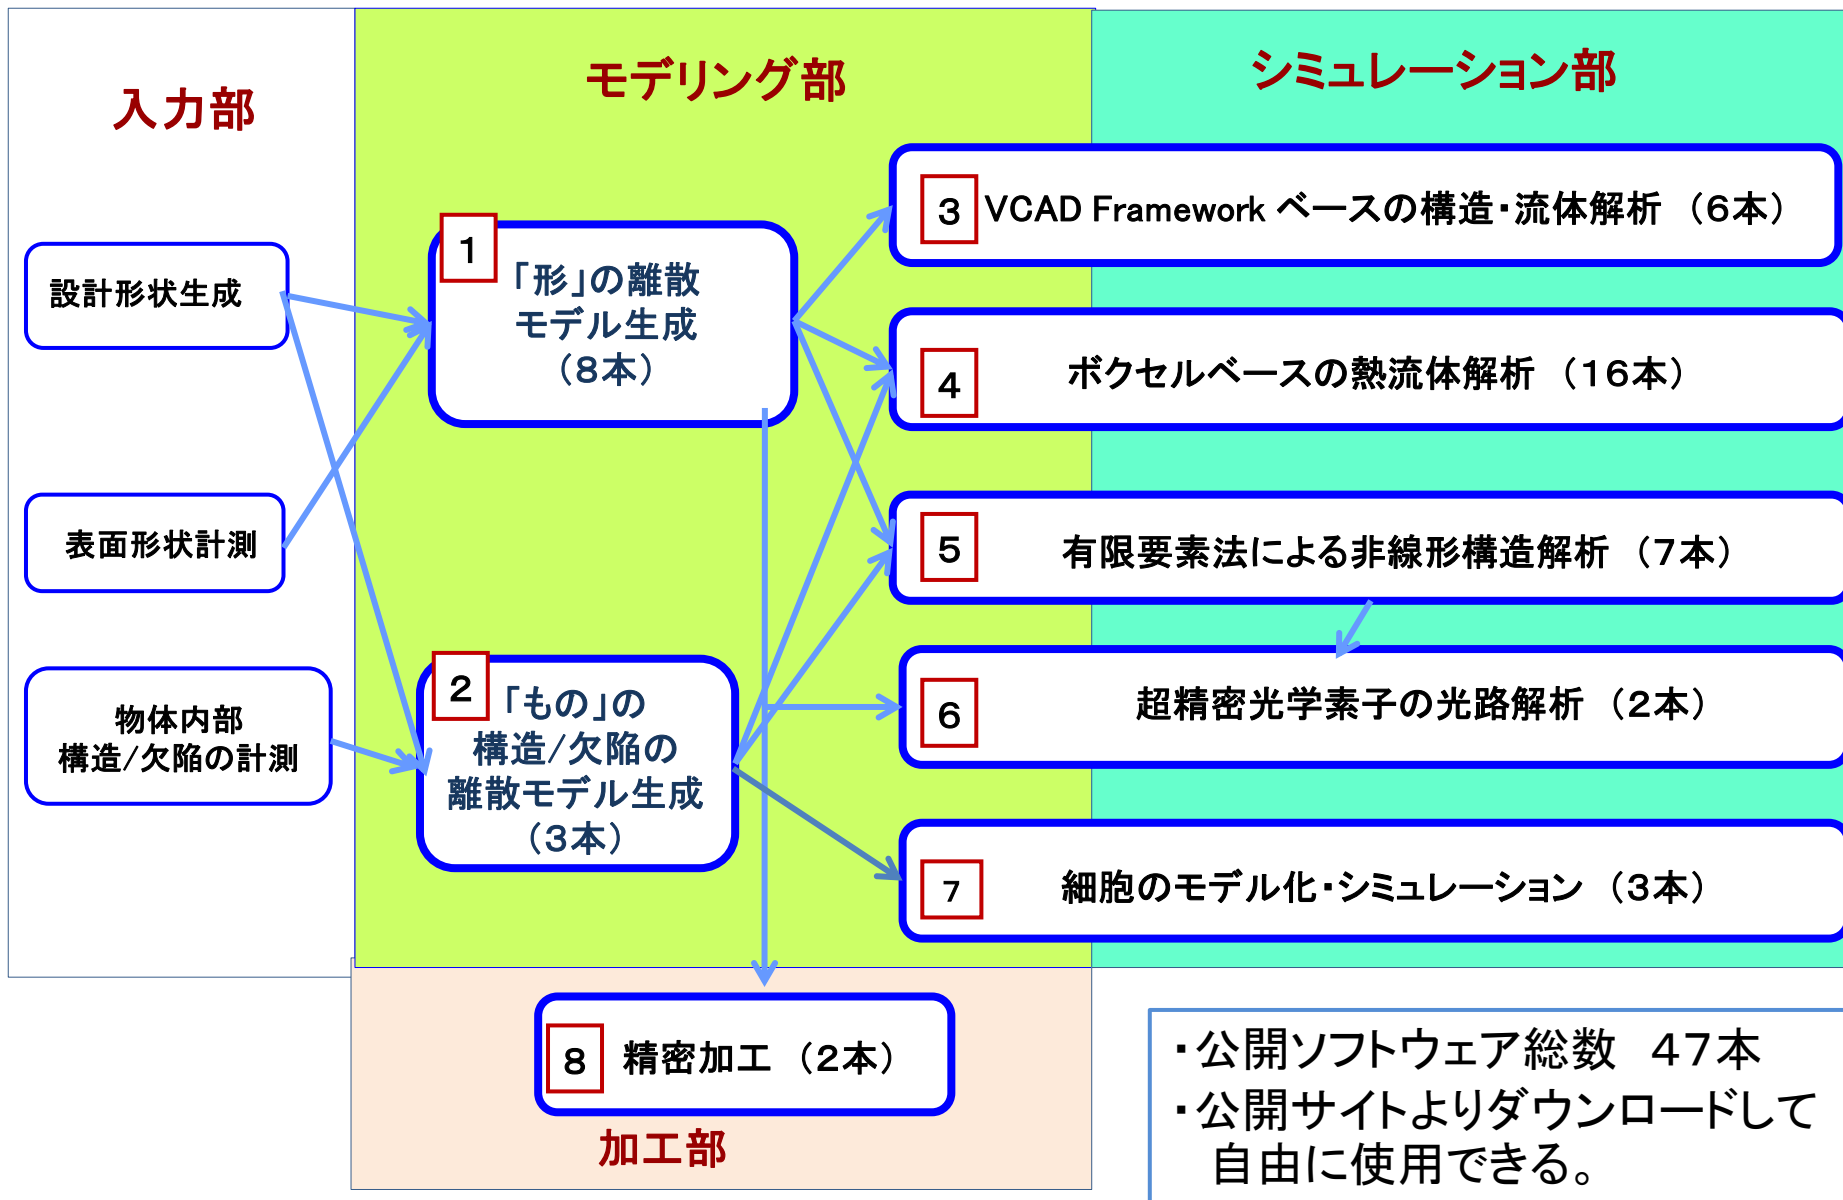 入力部
モデリング部
シミュレーション部
設計形状生成
表面形状計測
物体内部
構造/欠陥の計測
1
「形」の離散
モデル生成
（8本）
2
「もの」の
構造/欠陥の
離散モデル生成
（3本）
3 VCAD Framework ベースの構造・流体解析 （6本）
4 ボクセルベースの熱流体解析 （16本）
5 有限要素法による非線形構造解析 （7本）
6 超精密光学素子の光路解析 （2本）
7 細胞のモデル化・シミュレーション （3本）
8 精密加工 （2本）
加工部
・公開ソフトウェア総数　47本
・公開サイトよりダウンロードして
自由に使用できる。